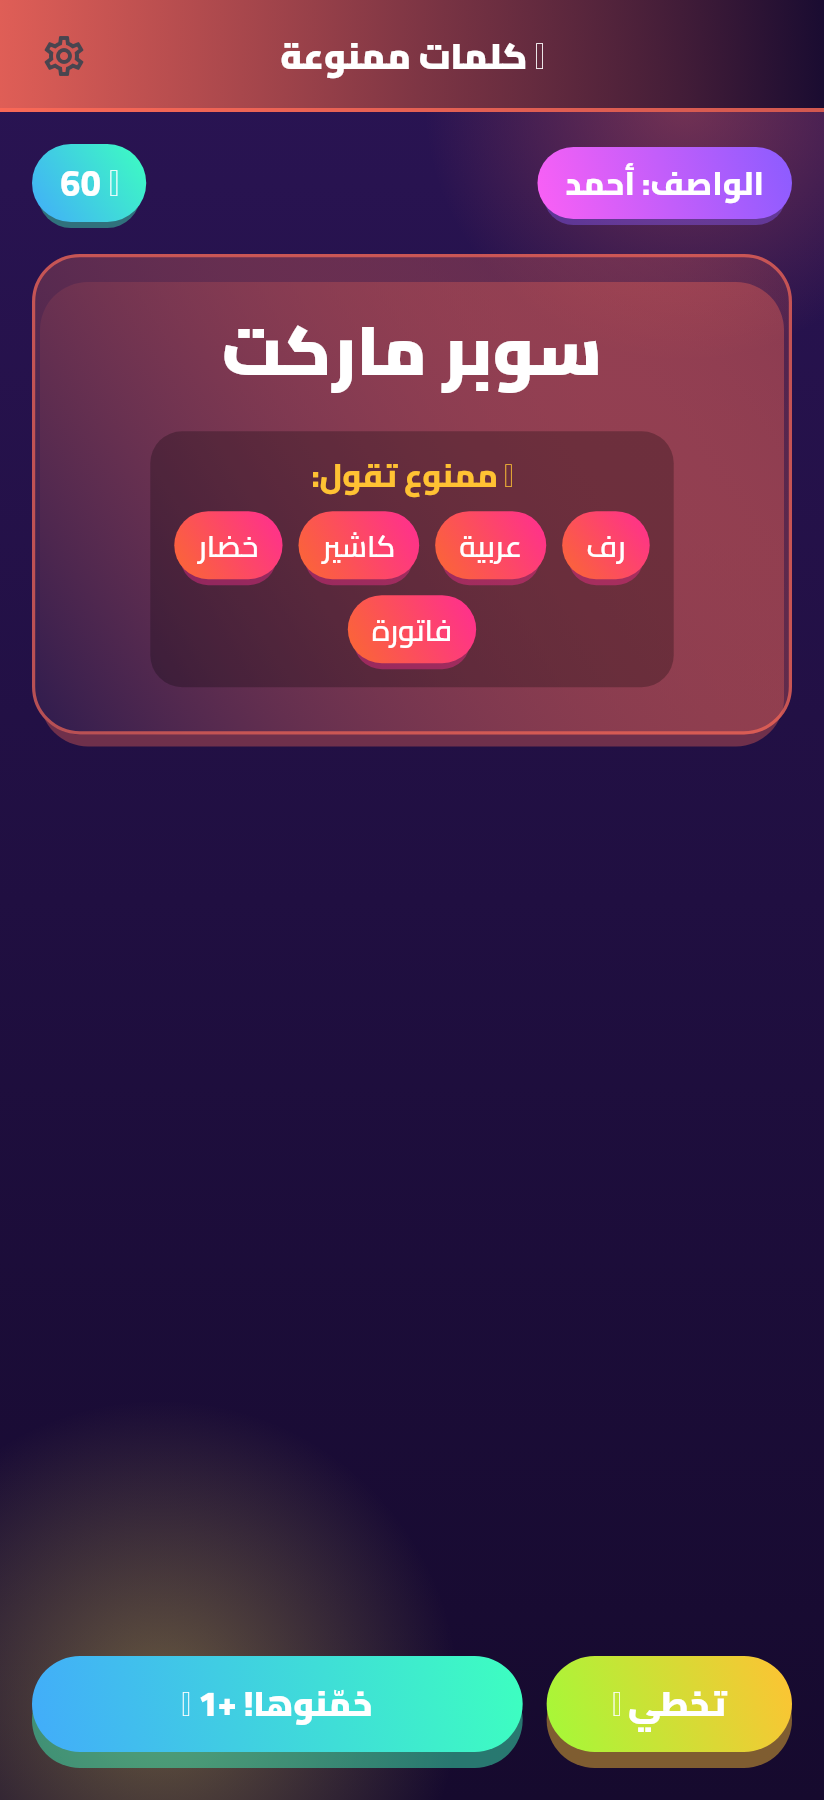 كلمات ممنوعة
الواصف: أحمد
60
سوبر ماركت
ممنوع تقول:
رف عربية كاشير خضار
فاتورة
تخطي
خمّنوها! +1